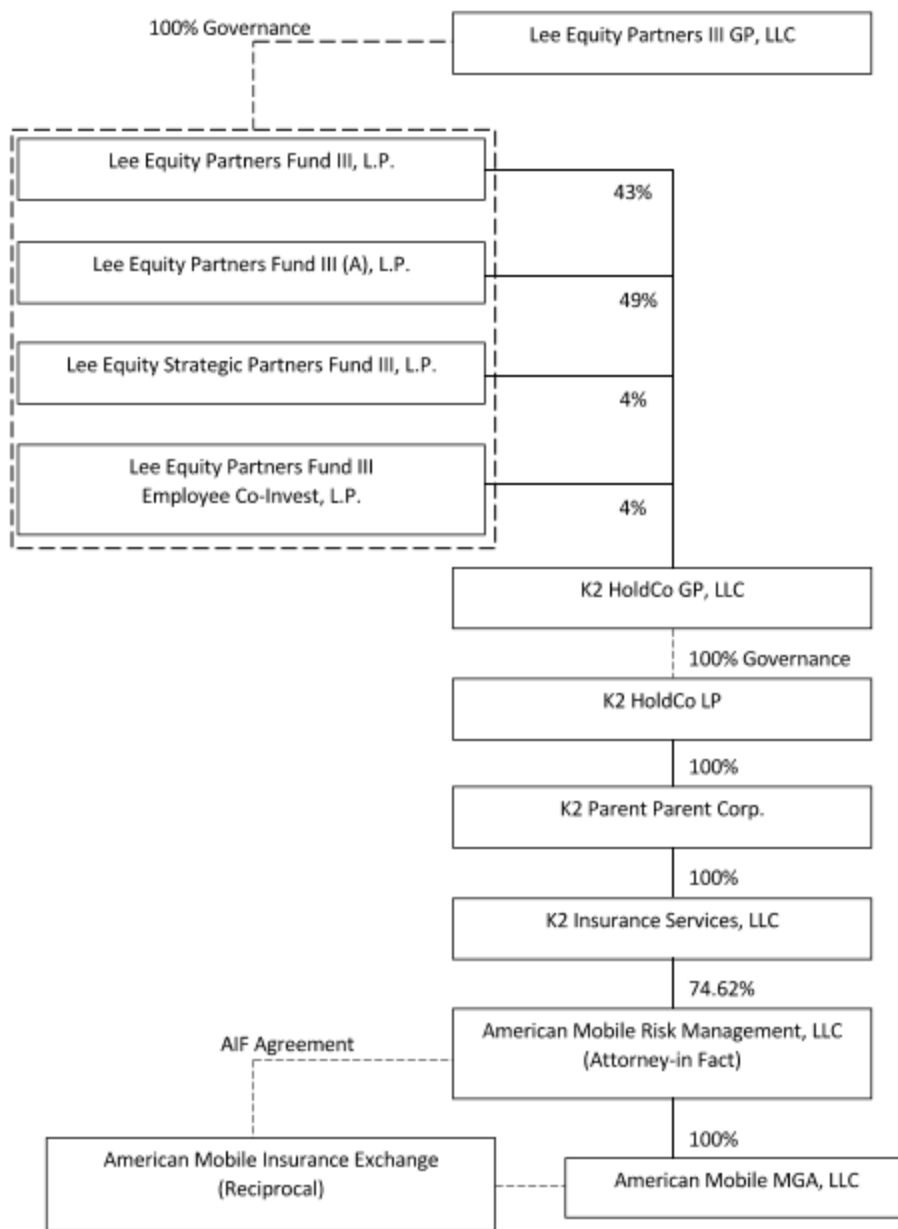 100% Governance
Lee Equity Partners III GP, LLC
Lee Equity Partners Fund III, L.P.
43%
Lee Equity Partners Fund III (A), L.P.
49%
Lee Equity Strategic Partners Fund III, L.P.
4%
Lee Equity Partners Fund III
Employee Co-Invest, L.P.
4%
K2 HoldCo GP, LLC
100% Governance
K2 HoldCo LP
100%
K2 Parent Parent Corp.
100%
K2 Insurance Services, LLC
74.62%
American Mobile Risk Management, LLC
(Attorney-in Fact)
AIF Agreement
100%
American Mobile Insurance Exchange
(Reciprocal)
American Mobile MGA, LLC